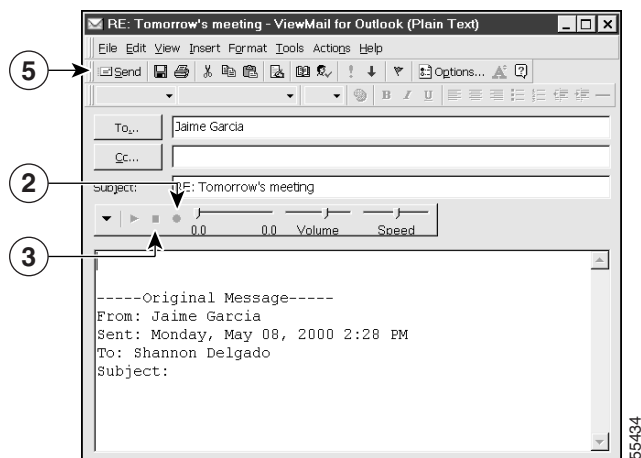 RE: Tomorrow's meeting - ViewMail for Outlook (Plain Text)
File Edit View Insert Format Tools Actions Help
5
Send Options...
B I U
To... Jaime Garcia
Cc...
2
Subject: RE: Tomorrow's meeting
0.0 0.0 Volume Speed
3
-----Original Message-----
From: Jaime Garcia
Sent: Monday, May 08, 2000 2:28 PM
To: Shannon Delgado
Subject:
55434